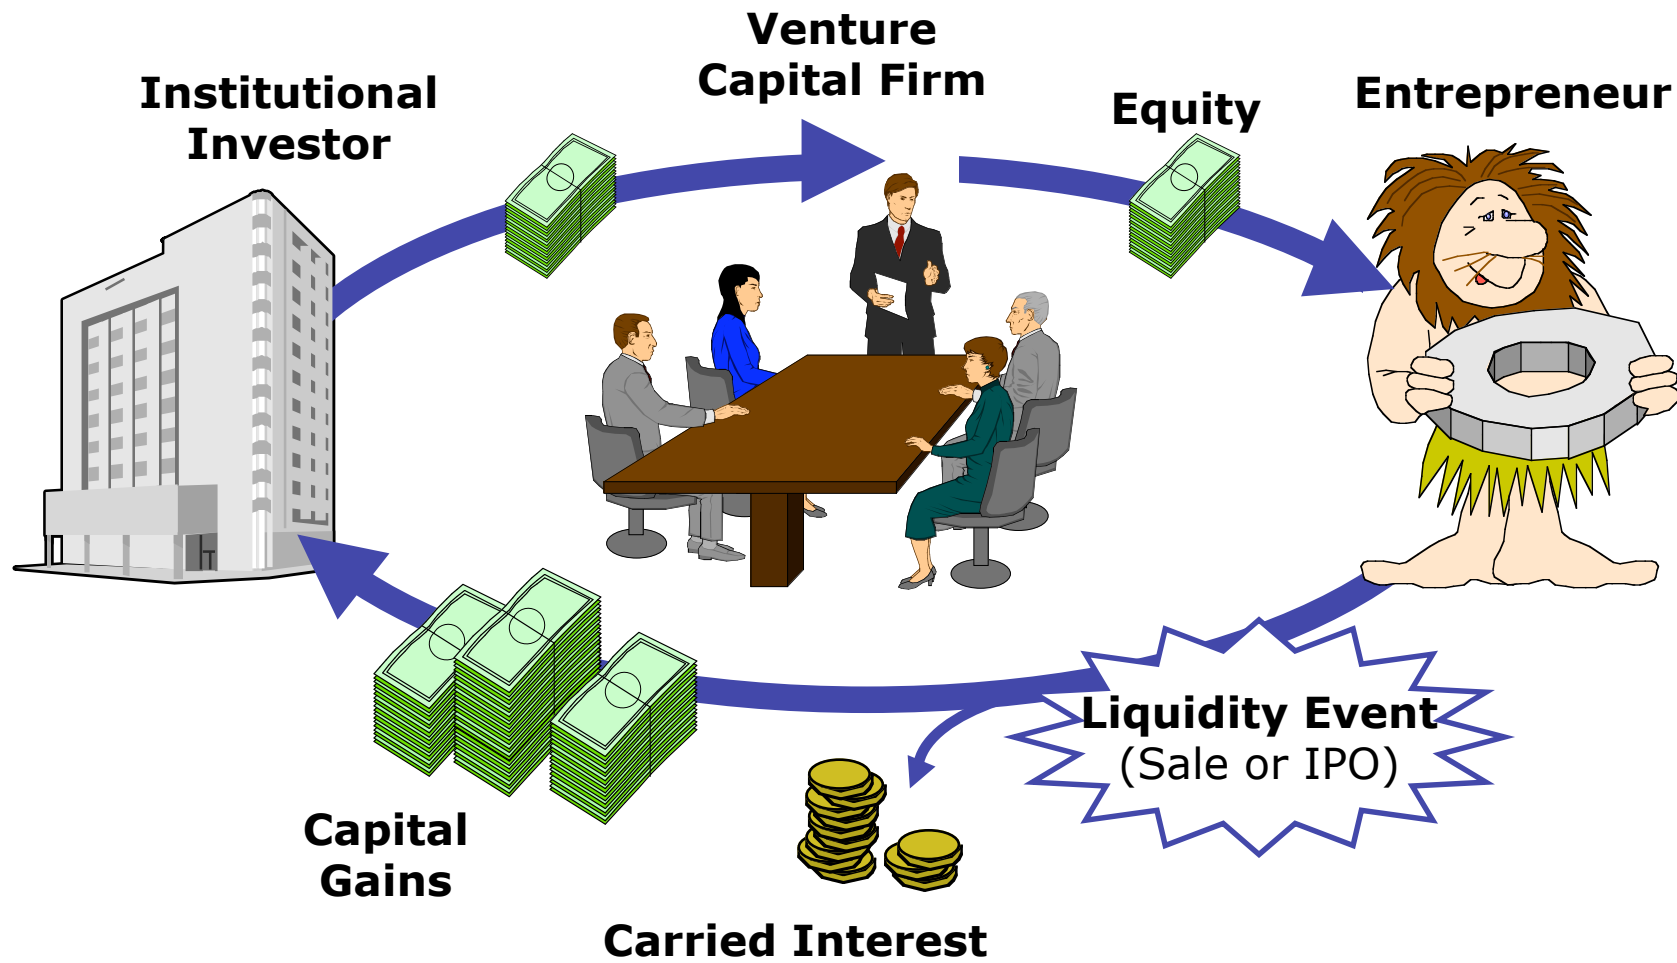 Venture
Capital Firm
Institutional
Investor
Equity
Entrepreneur
Liquidity Event
(Sale or IPO)
Capital
Gains
Carried Interest